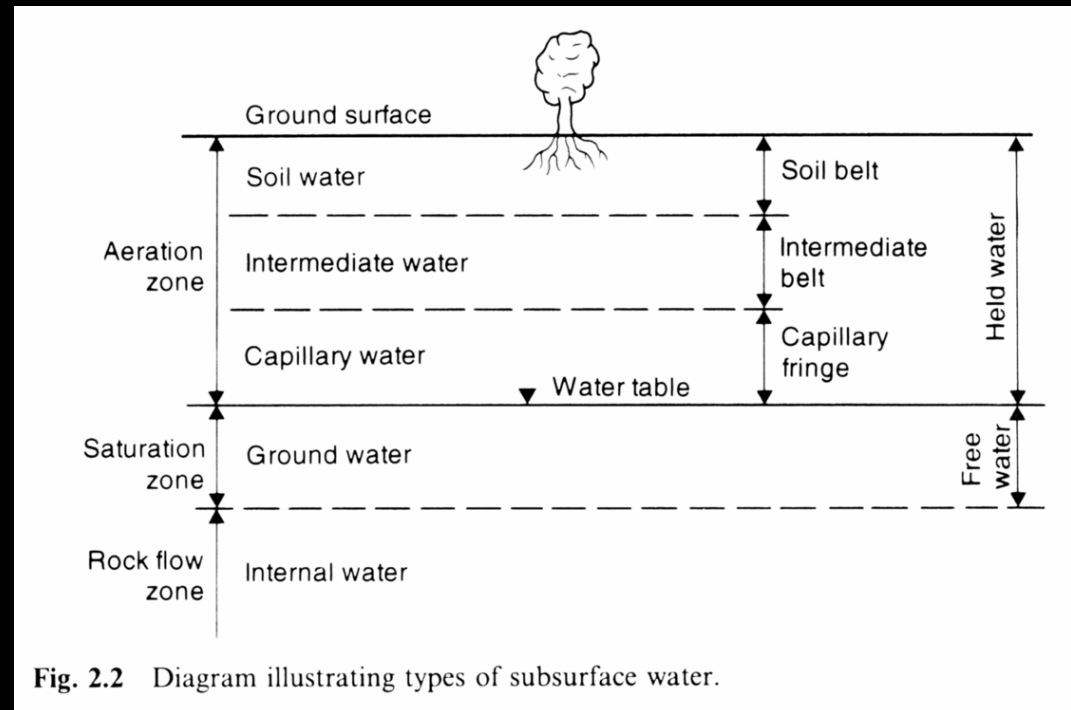 Ground surface
Soil water
Soil belt
Aeration
zone
Intermediate water
Intermediate
belt
Held water
Capillary water
Capillary
fringe
Water table
Saturation
zone
Ground water
Free
water
Rock flow
zone
Internal water
Fig. 2.2 Diagram illustrating types of subsurface water.